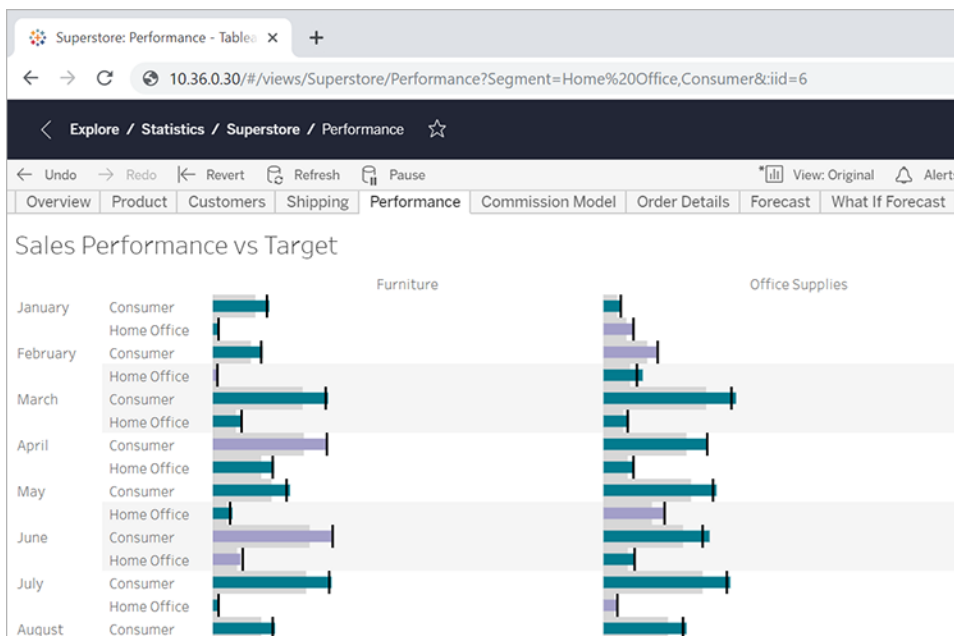 Superstore: Performance - Tablea
10.36.0.30/#/views/Superstore/Performance?Segment=Home%20Office,Consumer&:iid=6
Explore / Statistics / Superstore / Performance
Undo Redo Revert Refresh Pause View: Original Alerts
Overview Product Customers Shipping Performance Commission Model Order Details Forecast What If Forecast
Sales Performance vs Target
Furniture Office Supplies
January Consumer
Home Office
February Consumer
Home Office
March Consumer
Home Office
April Consumer
Home Office
May Consumer
Home Office
June Consumer
Home Office
July Consumer
Home Office
August Consumer